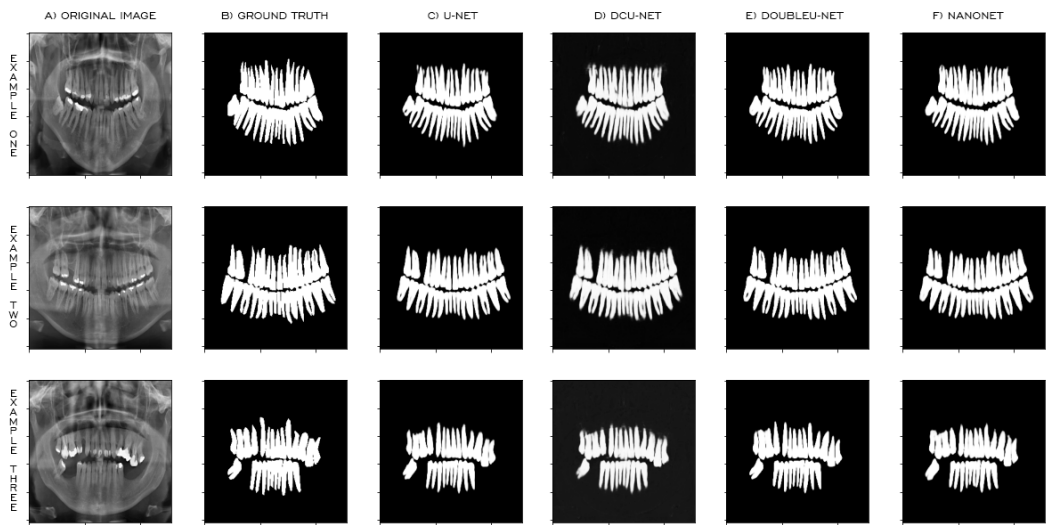 A) ORIGINAL IMAGE
B) GROUND TRUTH
C) U-NET
D) DCU-NET
E) DOUBLEU-NET
F) NANONET
EXAMPLE ONE
EXAMPLE TWO
EXAMPLE THREE